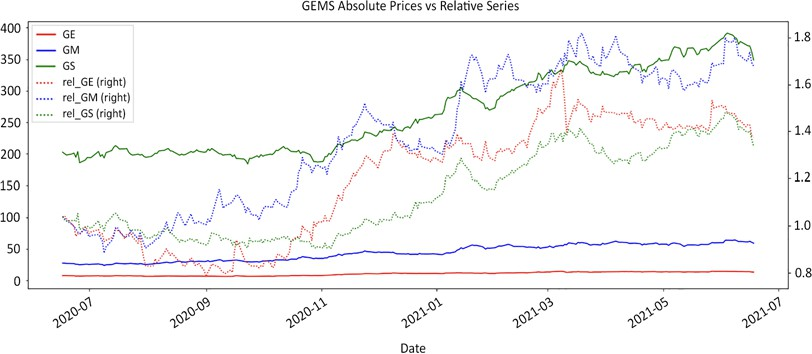 GEMS Absolute Prices vs Relative Series
400
350
300
250
200
150
100
50
0
GE
GM
GS
rel_GE (right)
rel_GM (right)
rel_GS (right)
1.8
1.6
1.4
1.2
1.0
0.8
2020-07
2020-09
2020-11
2021-01
2021-03
2021-05
2021-07
Date